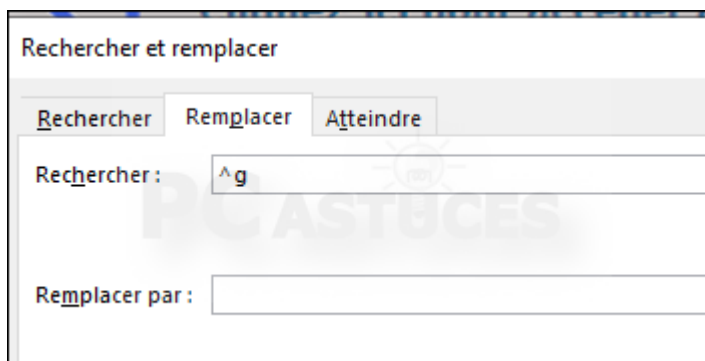 Rechercher et remplacer
Rechercher Remplacer Atteindre
Rechercher : ^g
PC ASTUCES
Remplacer par :